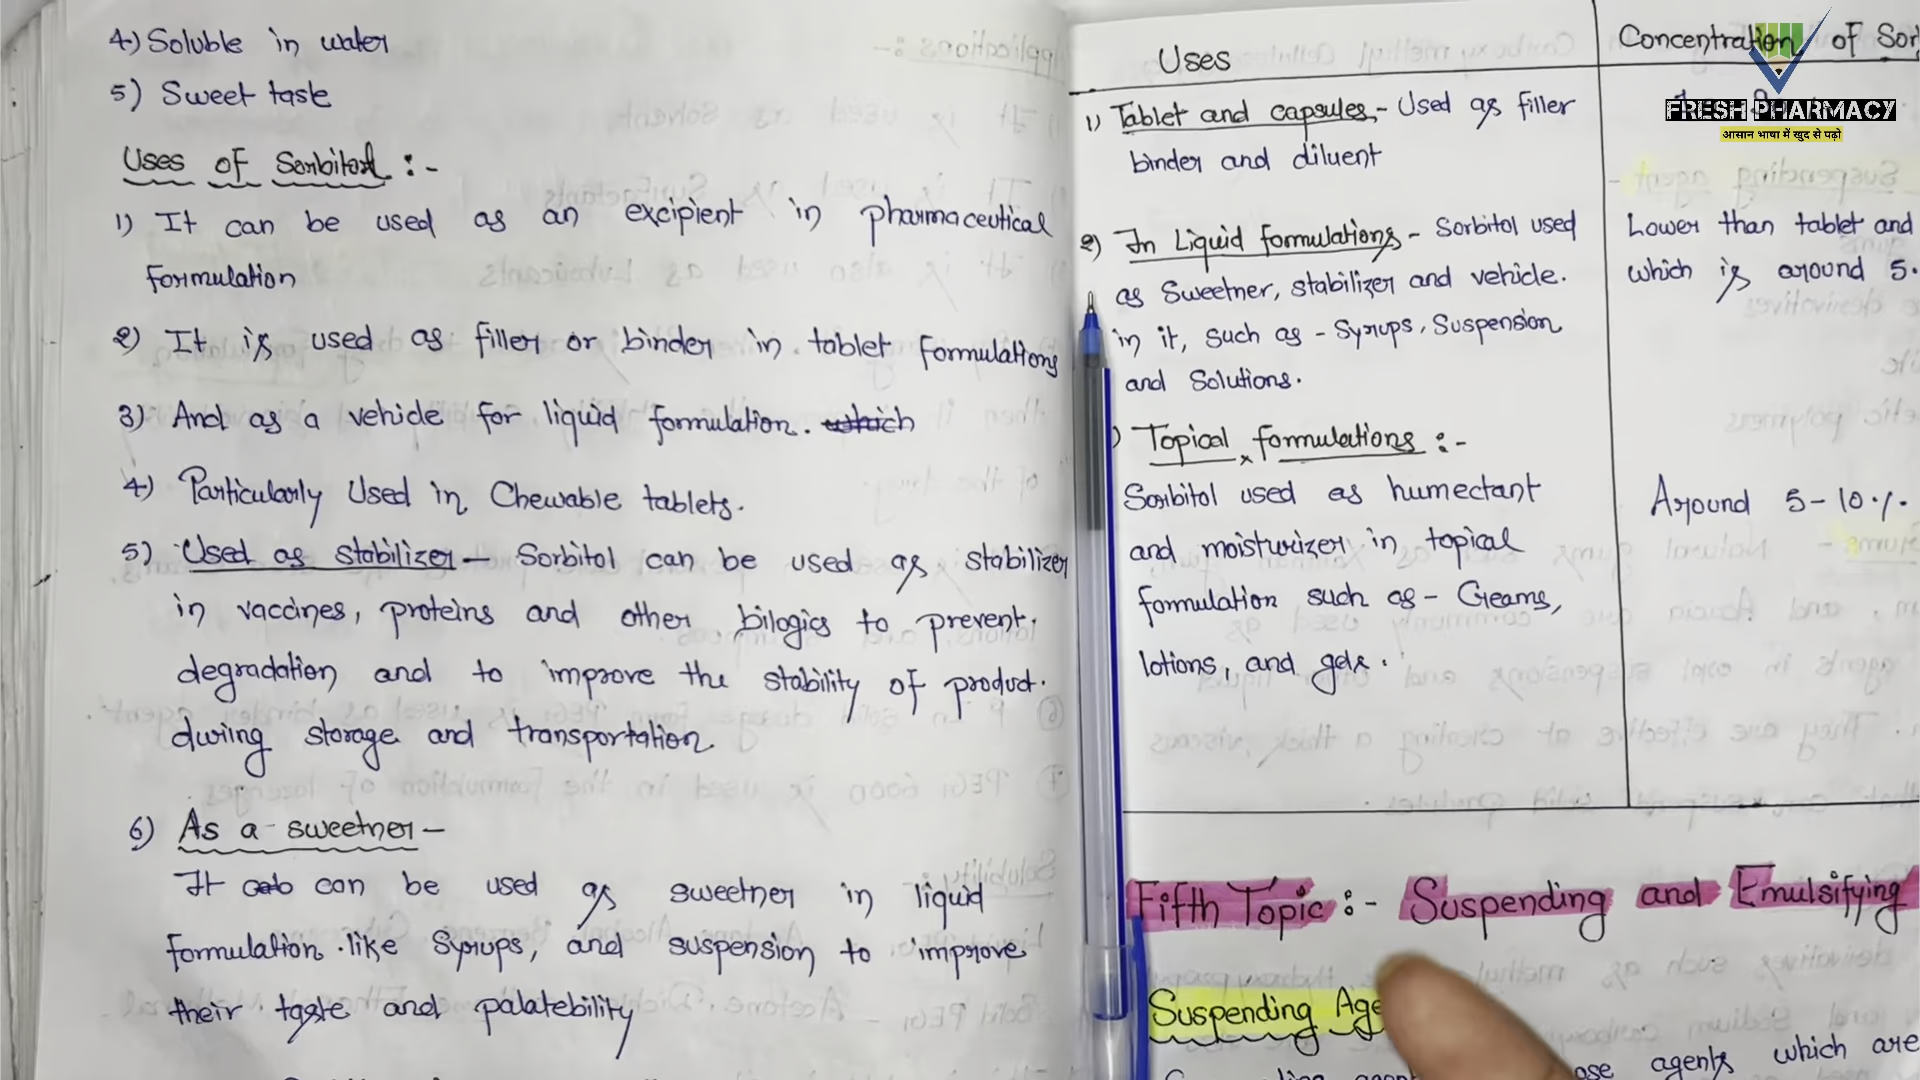 4) Soluble in water
5) Sweet taste
Uses of Sorbitol :-
1) It can be used as an excipient in pharmaceutical
formulation
2) It is used as filler or binder in tablet formulations
3) And as a vehicle for liquid formulation. which
4) Particularly Used in Chewable tablets.
5) Used as stabilizer - Sorbitol can be used as stabilizer
in vaccines, proteins and other bilogics to prevent.
degradation and to improve the stability of product.
during storage and transportation.
6) As a sweetner -
It can be used as sweetner in liquid
formulation like Syrups, and suspension to improve
their taste and palatebility
Uses
1) Tablet and capsules - Used as filler
binder and diluent
2) In Liquid formulations - Sorbitol used
as Sweetner, stabilizer and vehicle.
in it, such as - Syrups, Suspension
and Solutions.
) Topical formulations :-
Sorbitol used as humectant
and moisturizer in topical
formulation such as - Creams,
lotions, and gels.
Concentration of Sor
Lower than tablet and
which is around 5.
Around 5-10%.
Fifth Topic :- Suspending and Emulsifying
Suspending Age
agents which are
FRESH PHARMACY
आसान भाषा में खुद से पढ़ो